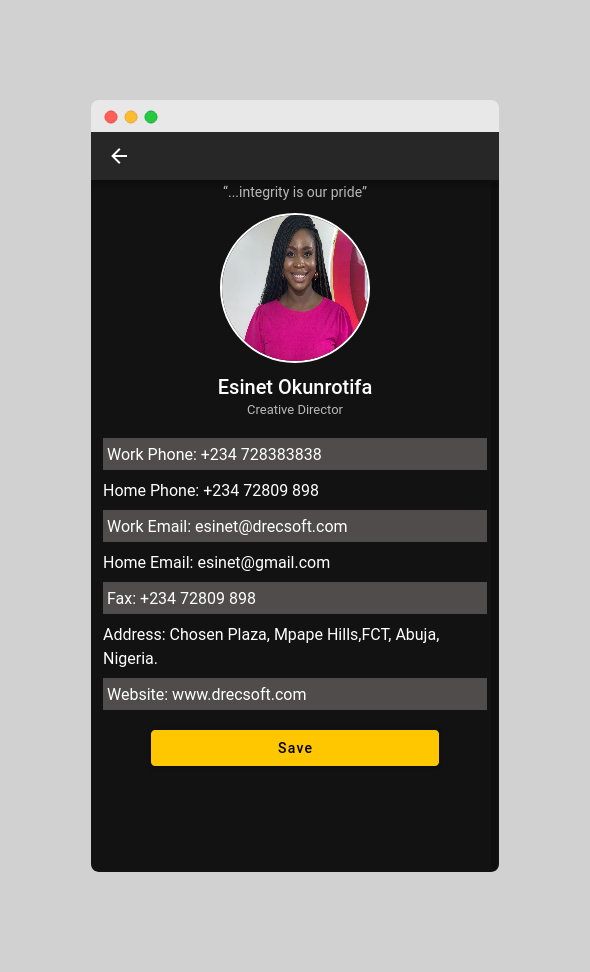 “...integrity is our pride”
Esinet Okunrotifa
Creative Director
Work Phone: +234 728383838
Home Phone: +234 72809 898
Work Email: esinet@drecsoft.com
Home Email: esinet@gmail.com
Fax: +234 72809 898
Address: Chosen Plaza, Mpape Hills,FCT, Abuja,
Nigeria.
Website: www.drecsoft.com
Save